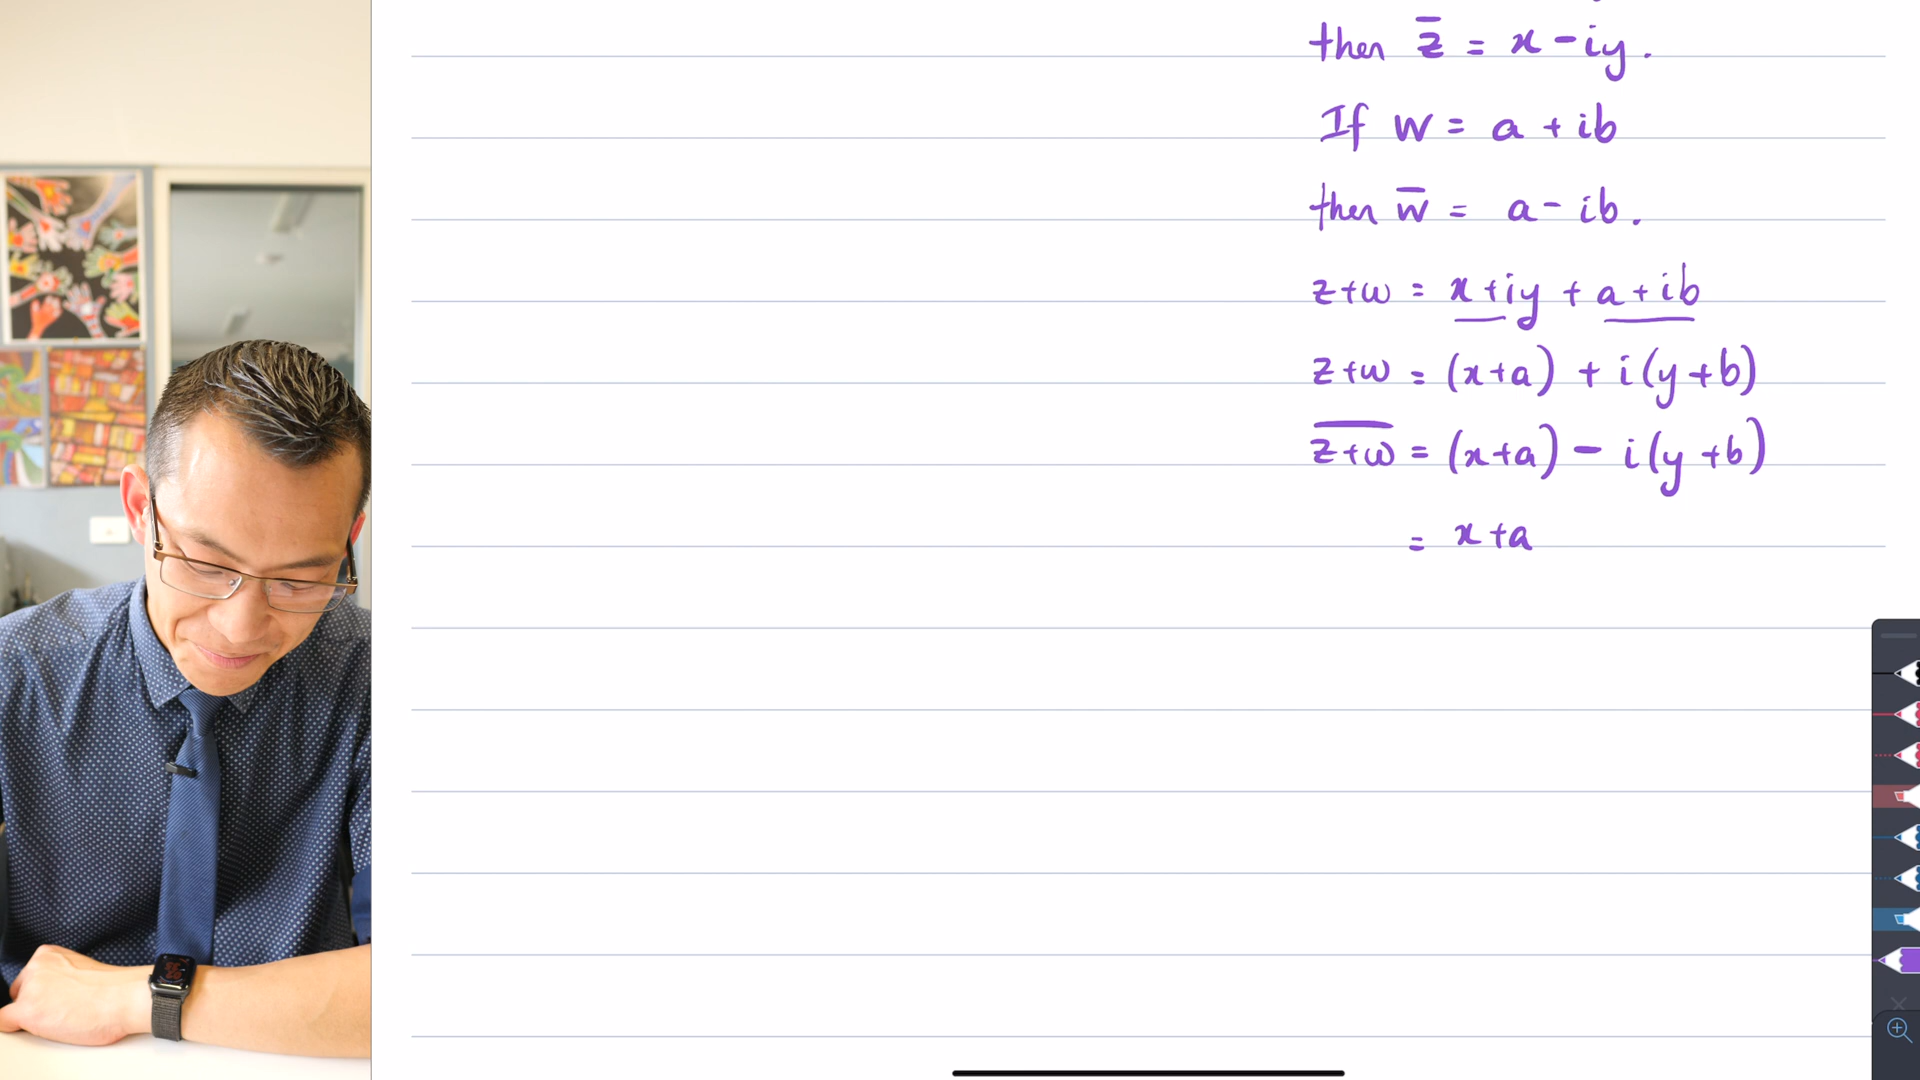 then z̅ = x - iy.
If w = a + ib
then w̅ = a - ib.
z+w = x+iy + a+ib
z+w = (x+a) + i(y+b)
z̅+̅w̅ = (x+a) - i(y+b)
= x+a